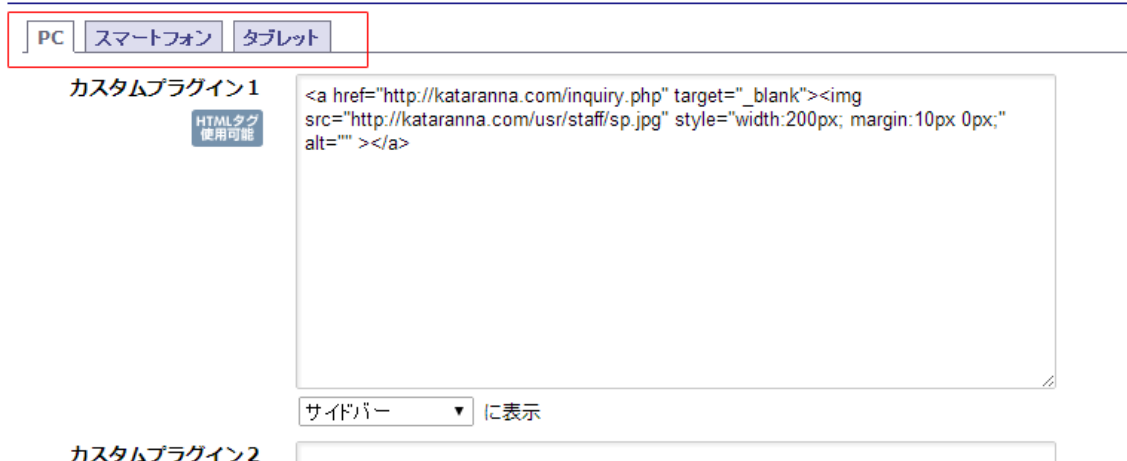 PC スマートフォン タブレット
カスタムプラグイン1
HTMLタグ
使用可能
<a href="http://kataranna.com/inquiry.php" target="_blank"><img
src="http://kataranna.com/usr/staff/sp.jpg" style="width:200px; margin:10px 0px;"
alt="" ></a>
サイドバー ▼ に表示
カスタムプラグイン2